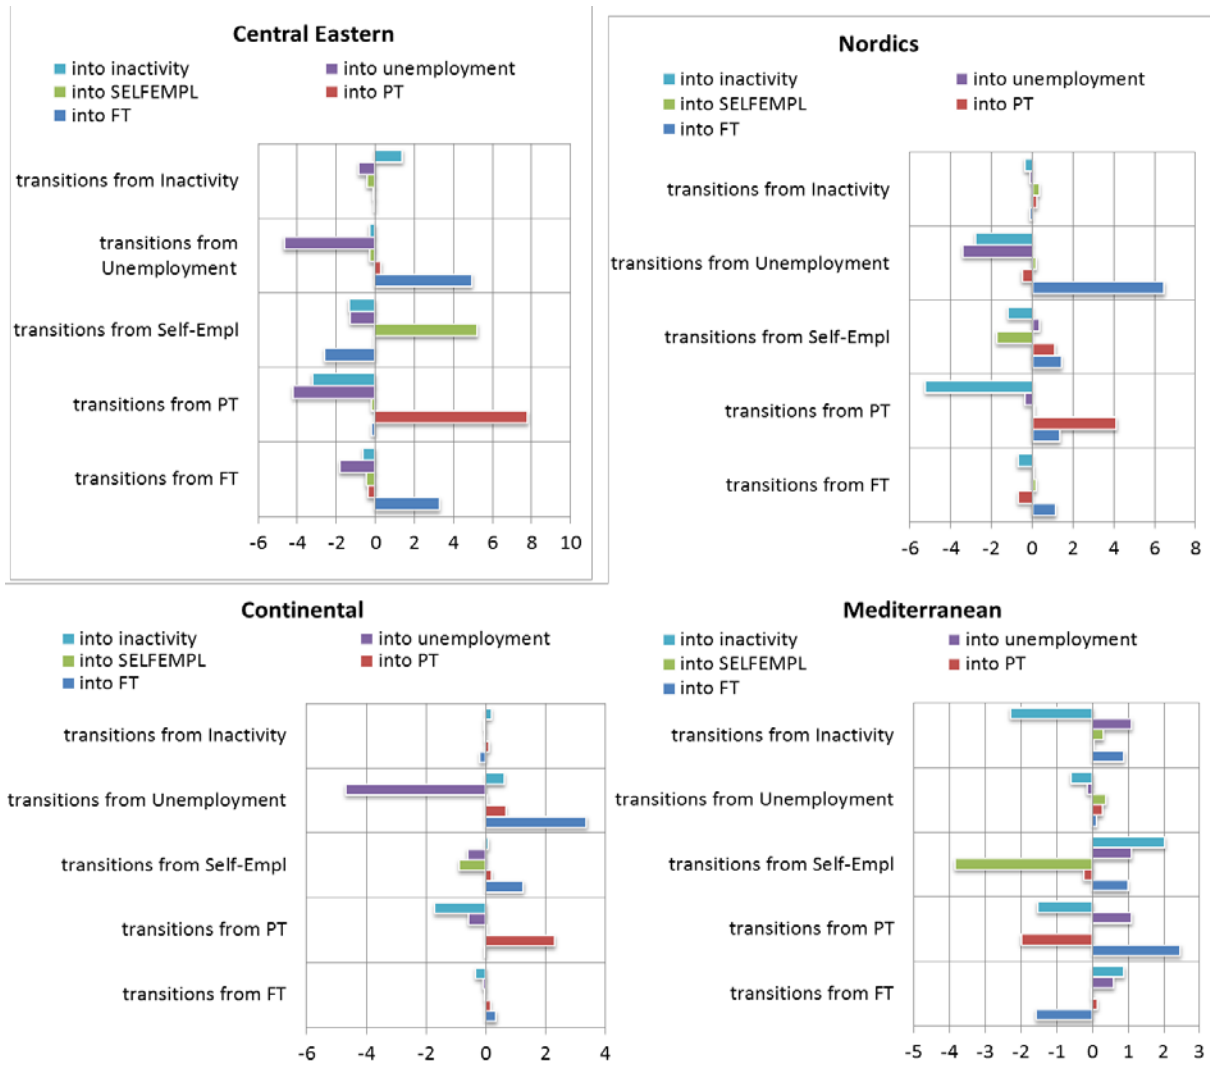 Central Eastern
into inactivity
into unemployment
into SELFEMPL
into PT
into FT
transitions from Inactivity
transitions from
Unemployment
transitions from Self-Empl
transitions from PT
transitions from FT
-6 -4 -2 0 2 4 6 8 10
Nordics
into inactivity
into unemployment
into SELFEMPL
into PT
into FT
transitions from Inactivity
transitions from Unemployment
transitions from Self-Empl
transitions from PT
transitions from FT
-6 -4 -2 0 2 4 6 8
Continental
into inactivity
into unemployment
into SELFEMPL
into PT
into FT
transitions from Inactivity
transitions from Unemployment
transitions from Self-Empl
transitions from PT
transitions from FT
-6 -4 -2 0 2 4
Mediterranean
into inactivity
into unemployment
into SELFEMPL
into PT
into FT
transitions from Inactivity
transitions from Unemployment
transitions from Self-Empl
transitions from PT
transitions from FT
-5 -4 -3 -2 -1 0 1 2 3